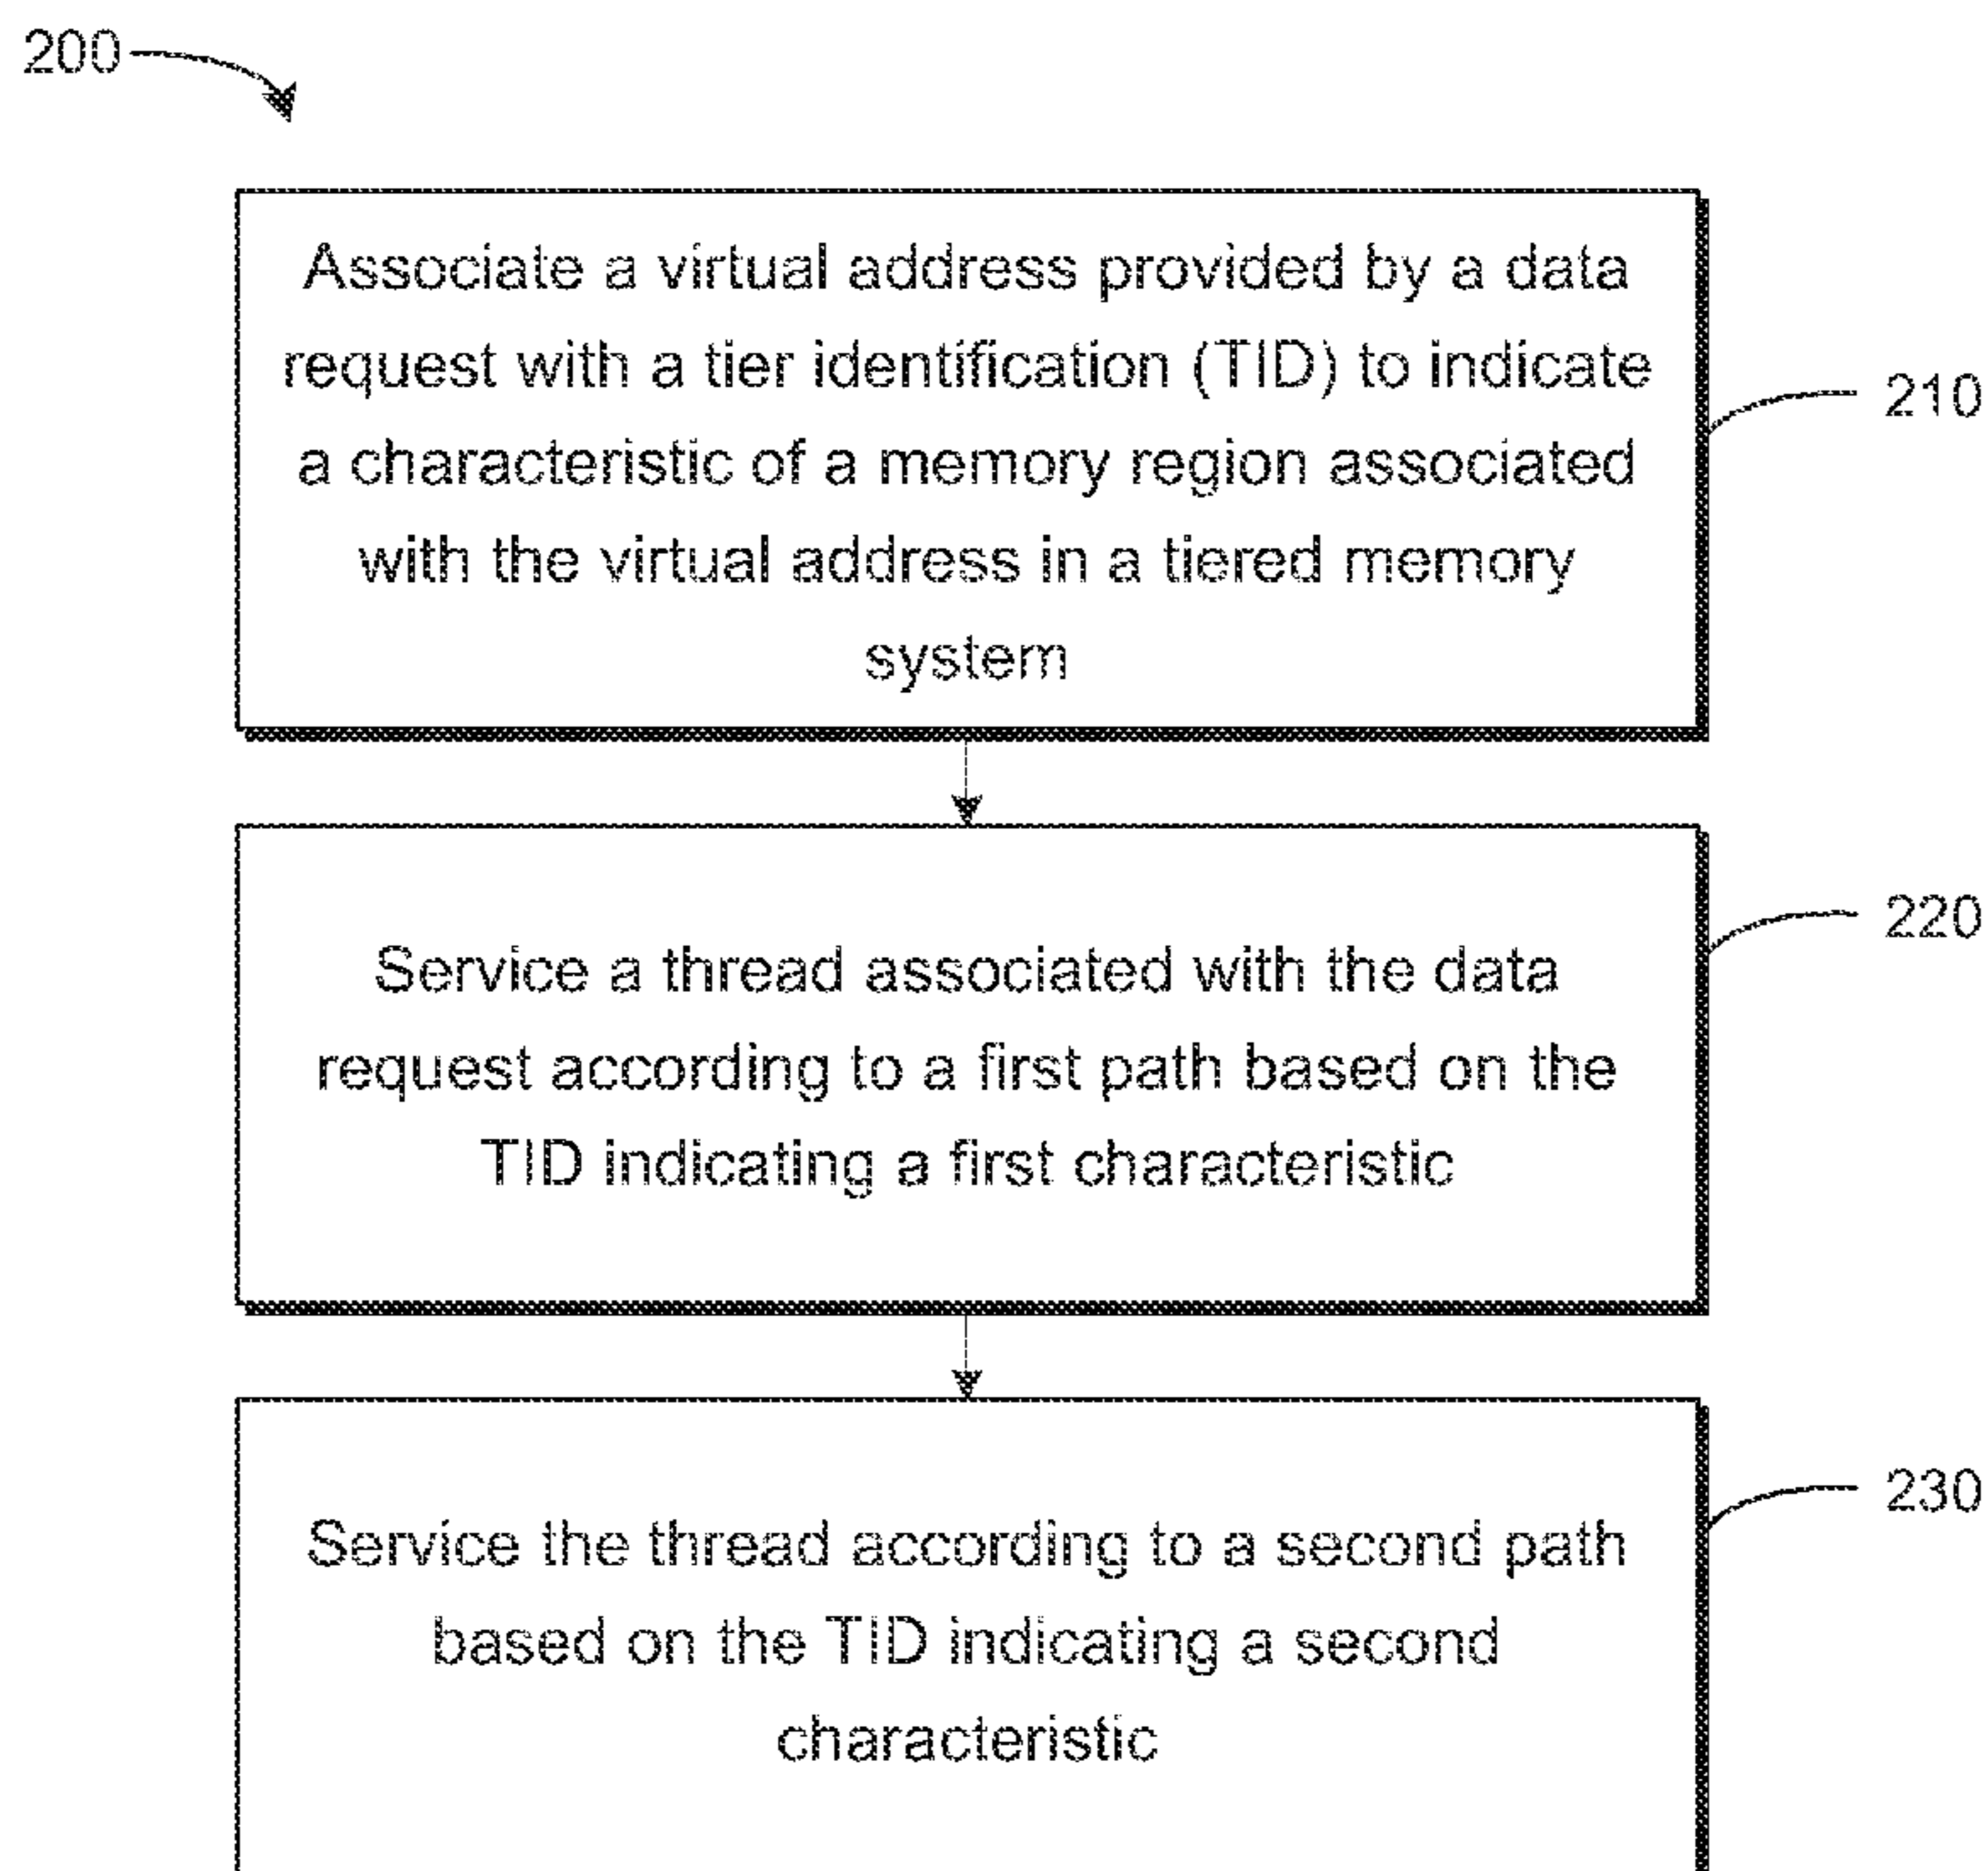 200
Associate a virtual address provided by a data
request with a tier identification (TID) to indicate
a characteristic of a memory region associated
with the virtual address in a tiered memory
system
210
Service a thread associated with the data
request according to a first path based on the
TID indicating a first characteristic
220
Service the thread according to a second path
based on the TID indicating a second
characteristic
230